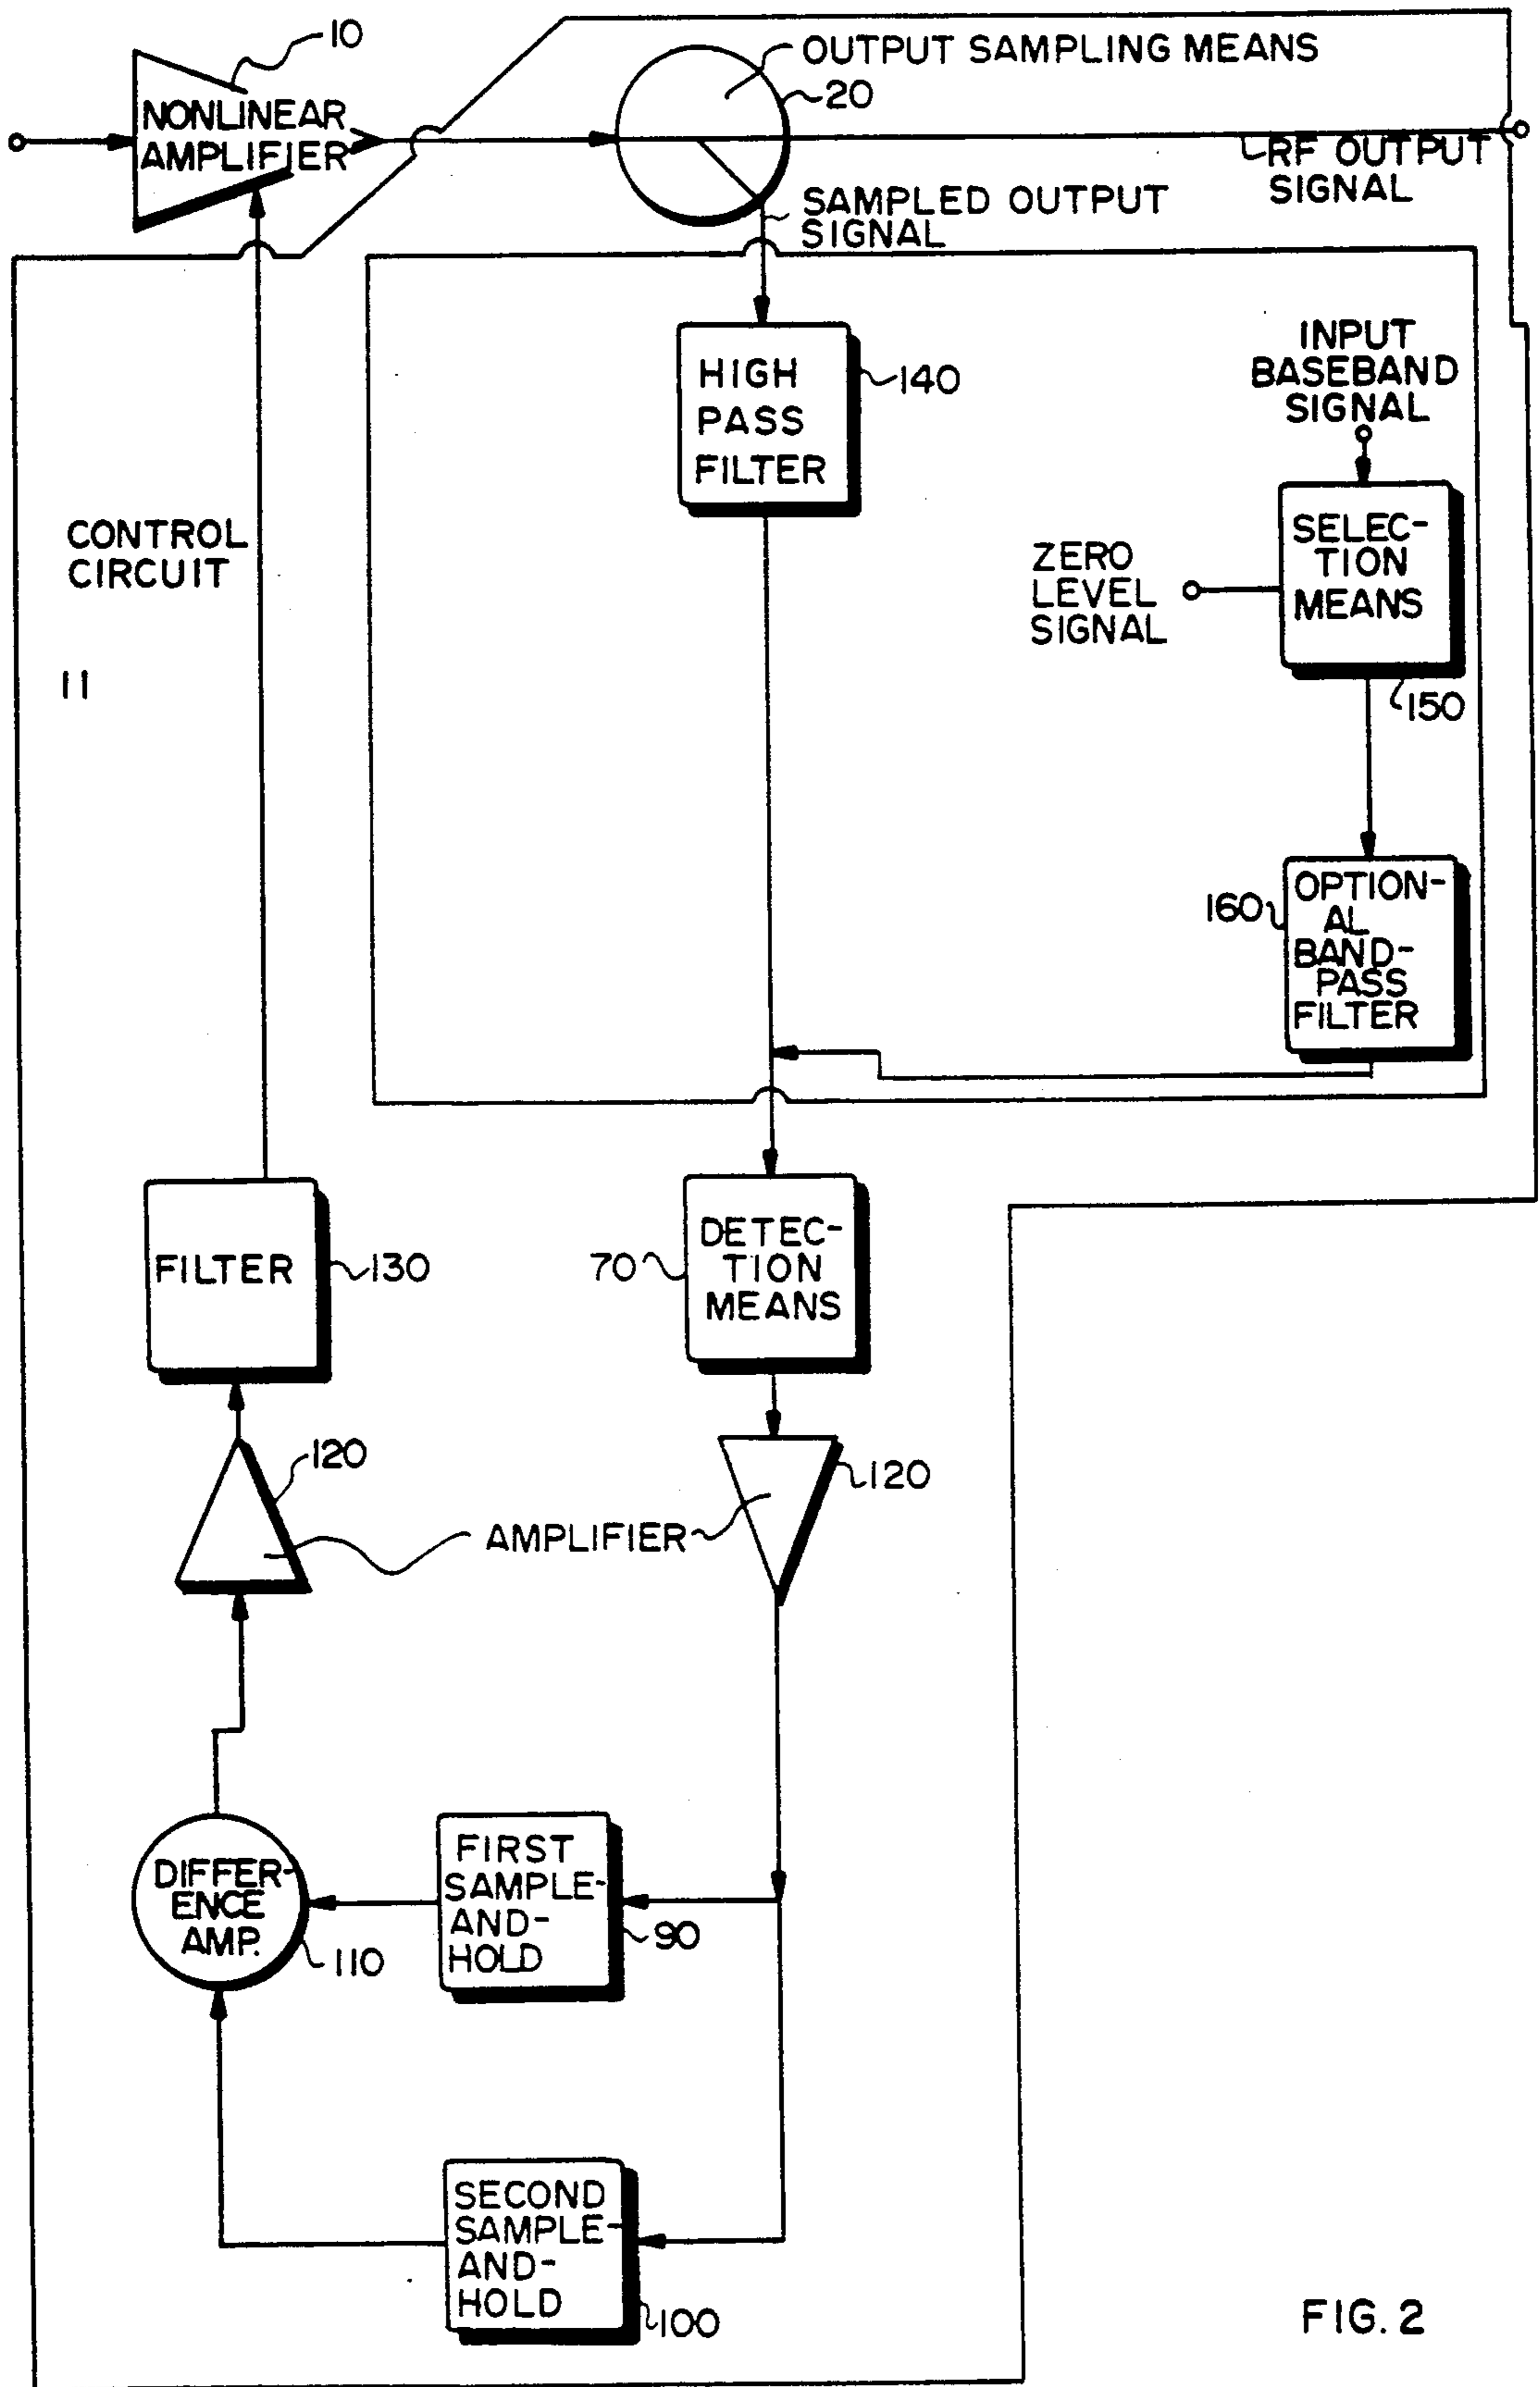 10
NONLINEAR
AMPLIFIER
OUTPUT SAMPLING MEANS
20
RF OUTPUT
SIGNAL
SAMPLED OUTPUT
SIGNAL
HIGH
PASS
FILTER
140
INPUT
BASEBAND
SIGNAL
CONTROL
CIRCUIT
11
ZERO
LEVEL
SIGNAL
SELEC-
TION
MEANS
150
160
OPTION-
AL
BAND-
PASS
FILTER
FILTER
130
70
DETEC-
TION
MEANS
120
AMPLIFIER
120
DIFFER-
ENCE
AMP.
110
FIRST
SAMPLE-
AND-
HOLD
90
SECOND
SAMPLE-
AND-
HOLD
100
FIG. 2